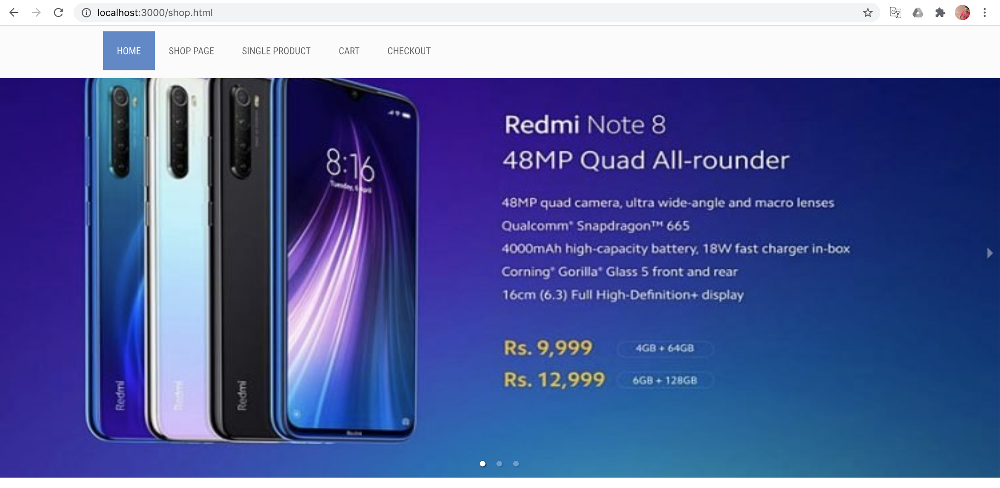 localhost:3000/shop.html
HOME SHOP PAGE SINGLE PRODUCT CART CHECKOUT
8:16
Tuesday, 6 April
Redmi
Redmi
Redmi
Redmi
Redmi Note 8
48MP Quad All-rounder
48MP quad camera, ultra wide-angle and macro lenses
Qualcomm® Snapdragon™ 665
4000mAh high-capacity battery, 18W fast charger in-box
Corning® Gorilla® Glass 5 front and rear
16cm (6.3) Full High-Definition+ display
Rs. 9,999 4GB + 64GB
Rs. 12,999 6GB + 128GB